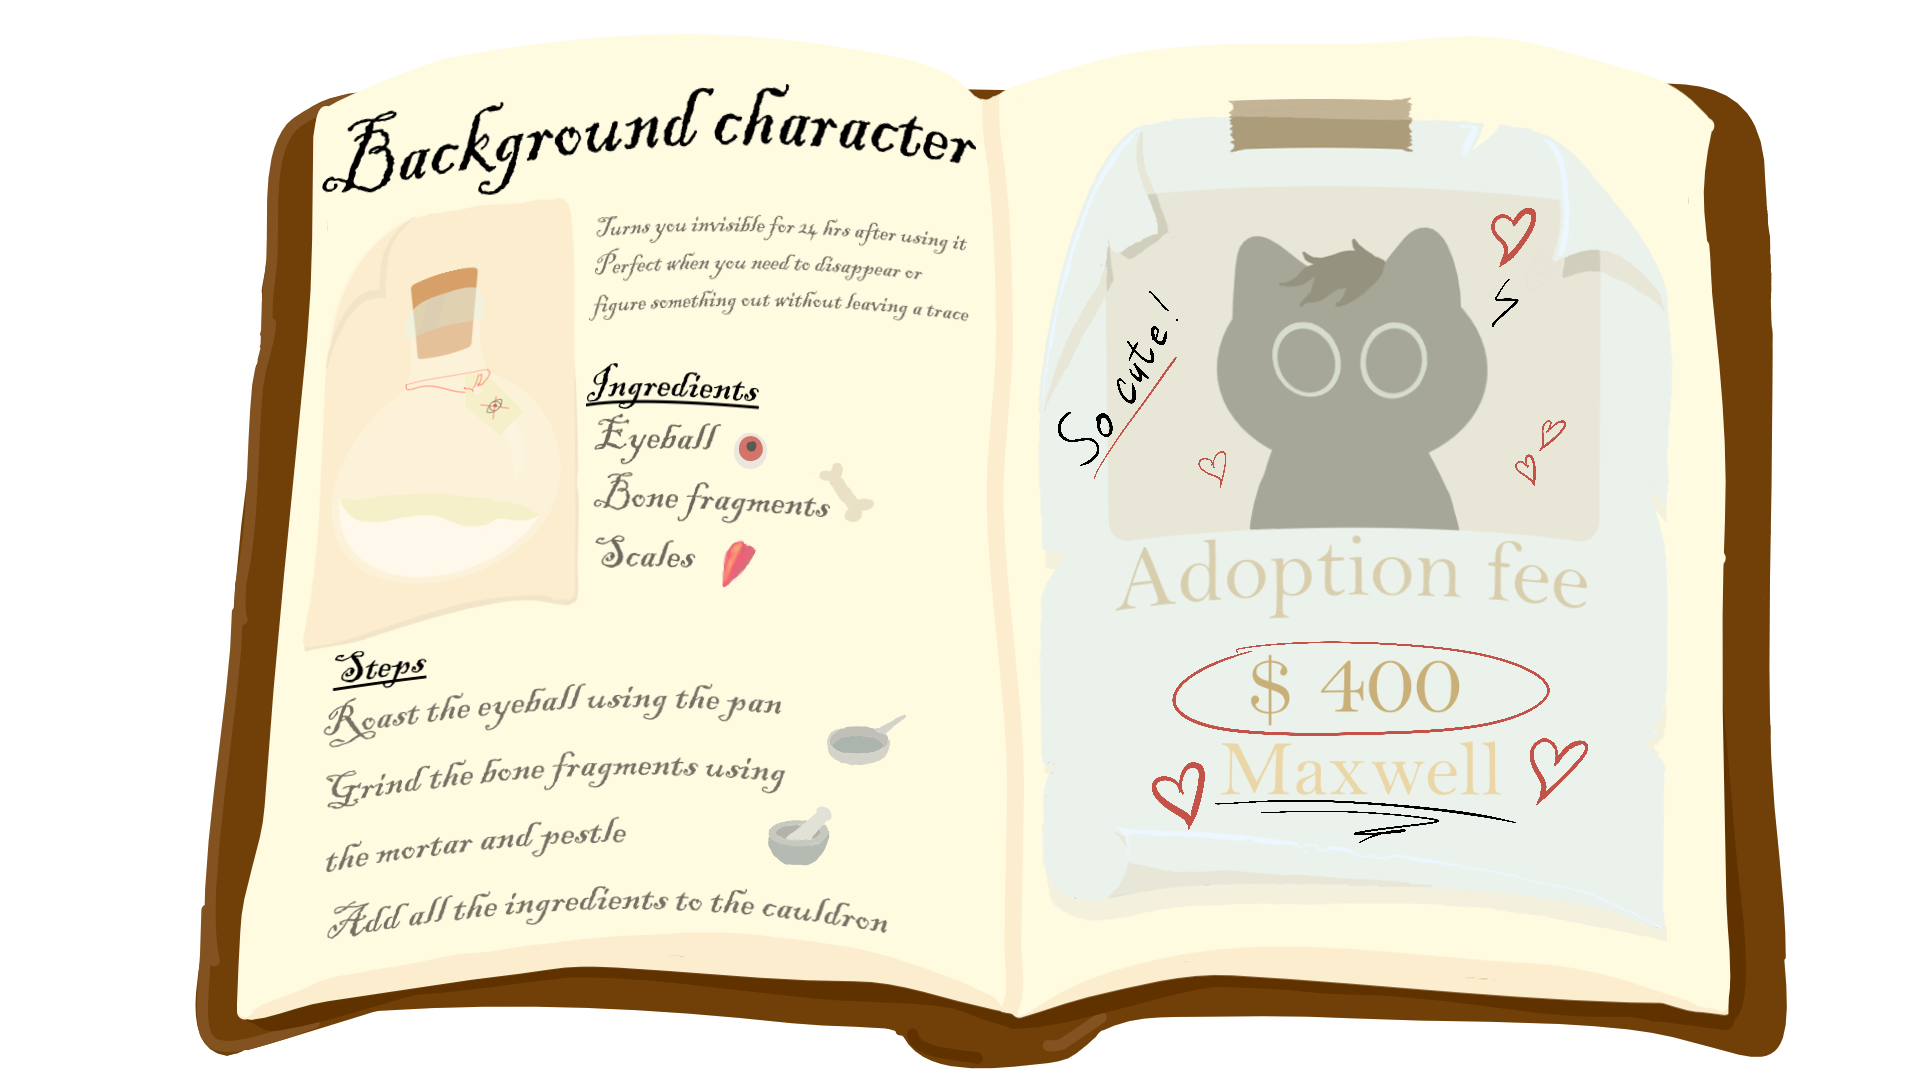 Background character
Turns you invisible for 24 hrs after using it
Perfect when you need to disappear or
figure something out without leaving a trace
Ingredients
Eyeball
Bone fragments
Scales
Steps
Roast the eyeball using the pan
Grind the bone fragments using
the mortar and pestle
Add all the ingredients to the cauldron
So cute!
Adoption fee
$ 400
Maxwell